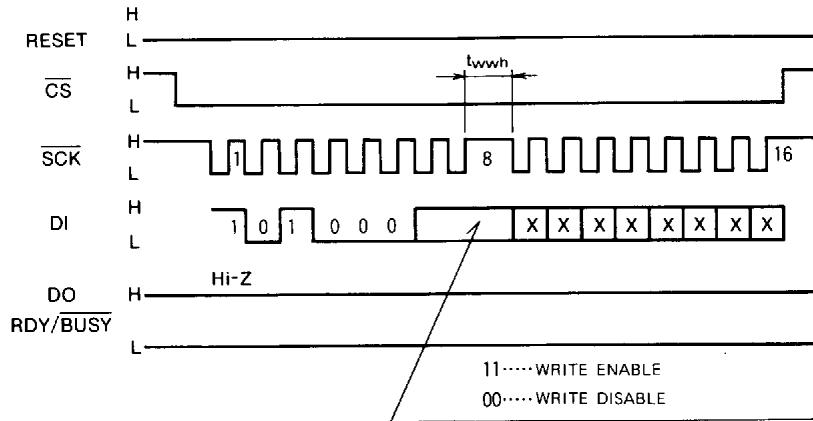 H
RESET L
twwh
CS H
L
SCK H 1 8 16
L
DI H
1 0 1 0 0 0 X X X X X X X X
L
Hi-Z
DO H
RDY/BUSY
L
11·····WRITE ENABLE
00·····WRITE DISABLE